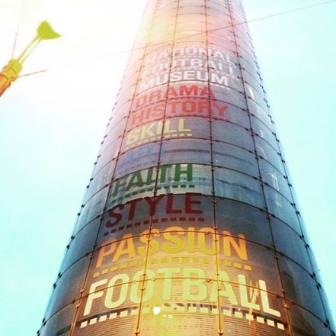 NATIONAL
FOOTBALL
MUSEUM
DRAMA
HISTORY
SKILL
FAITH
STYLE
PASSION
FOOTBALL